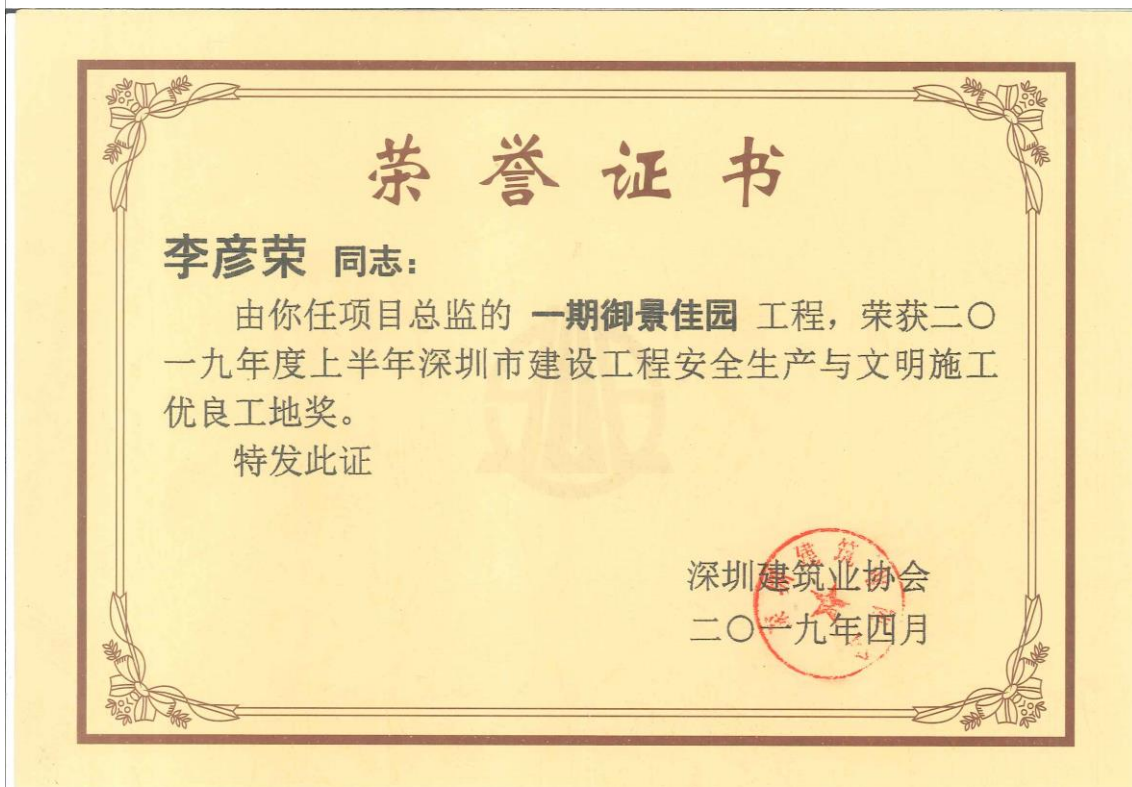 荣誉证书
李彦荣 同志：
由你任项目总监的 一期御景佳园 工程，荣获二〇
一九年度上半年深圳市建设工程安全生产与文明施工
优良工地奖。
特发此证
深圳建筑业协会
二〇一九年四月